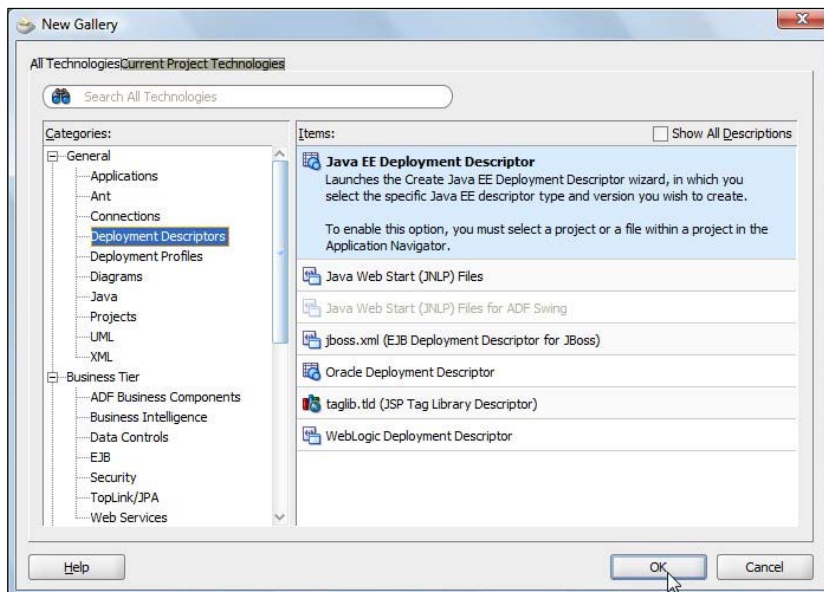 New Gallery
All Technologies Current Project Technologies
Search All Technologies
Categories:
General
Applications
Ant
Connections
Deployment Descriptors
Deployment Profiles
Diagrams
Java
Projects
UML
XML
Business Tier
ADF Business Components
Business Intelligence
Data Controls
EJB
Security
TopLink/JPA
Web Services
Items:
Show All Descriptions
Java EE Deployment Descriptor
Launches the Create Java EE Deployment Descriptor wizard, in which you
select the specific Java EE descriptor type and version you wish to create.
To enable this option, you must select a project or a file within a project in the
Application Navigator.
Java Web Start (JNLP) Files
Java Web Start (JNLP) Files for ADF Swing
jboss.xml (EJB Deployment Descriptor for JBoss)
Oracle Deployment Descriptor
taglib.tld (JSP Tag Library Descriptor)
WebLogic Deployment Descriptor
Help
OK
Cancel